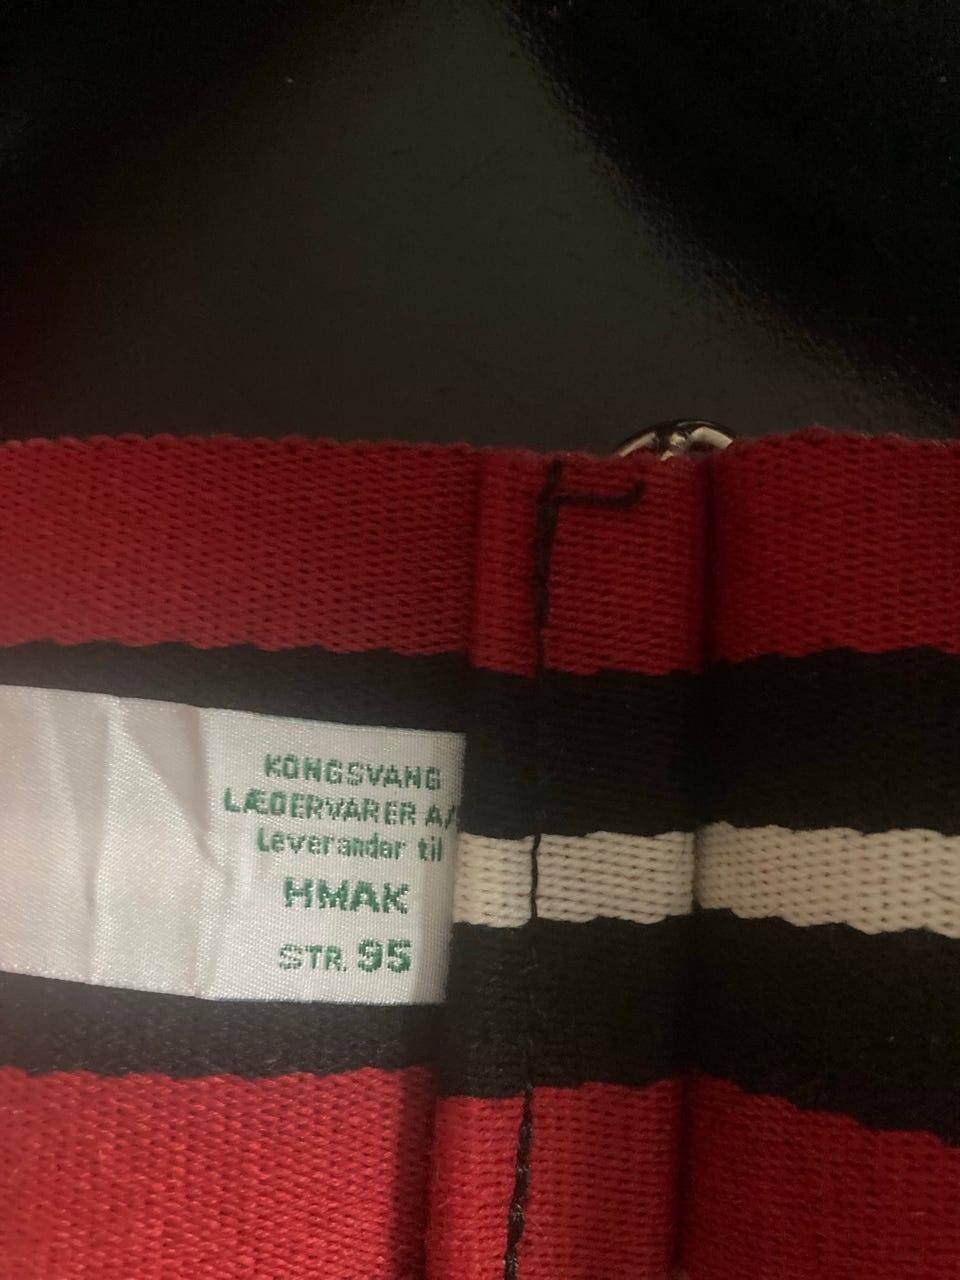 KONGSVANG
LÆDERVARER A/S
Leverandør til
HMAK
STR. 95